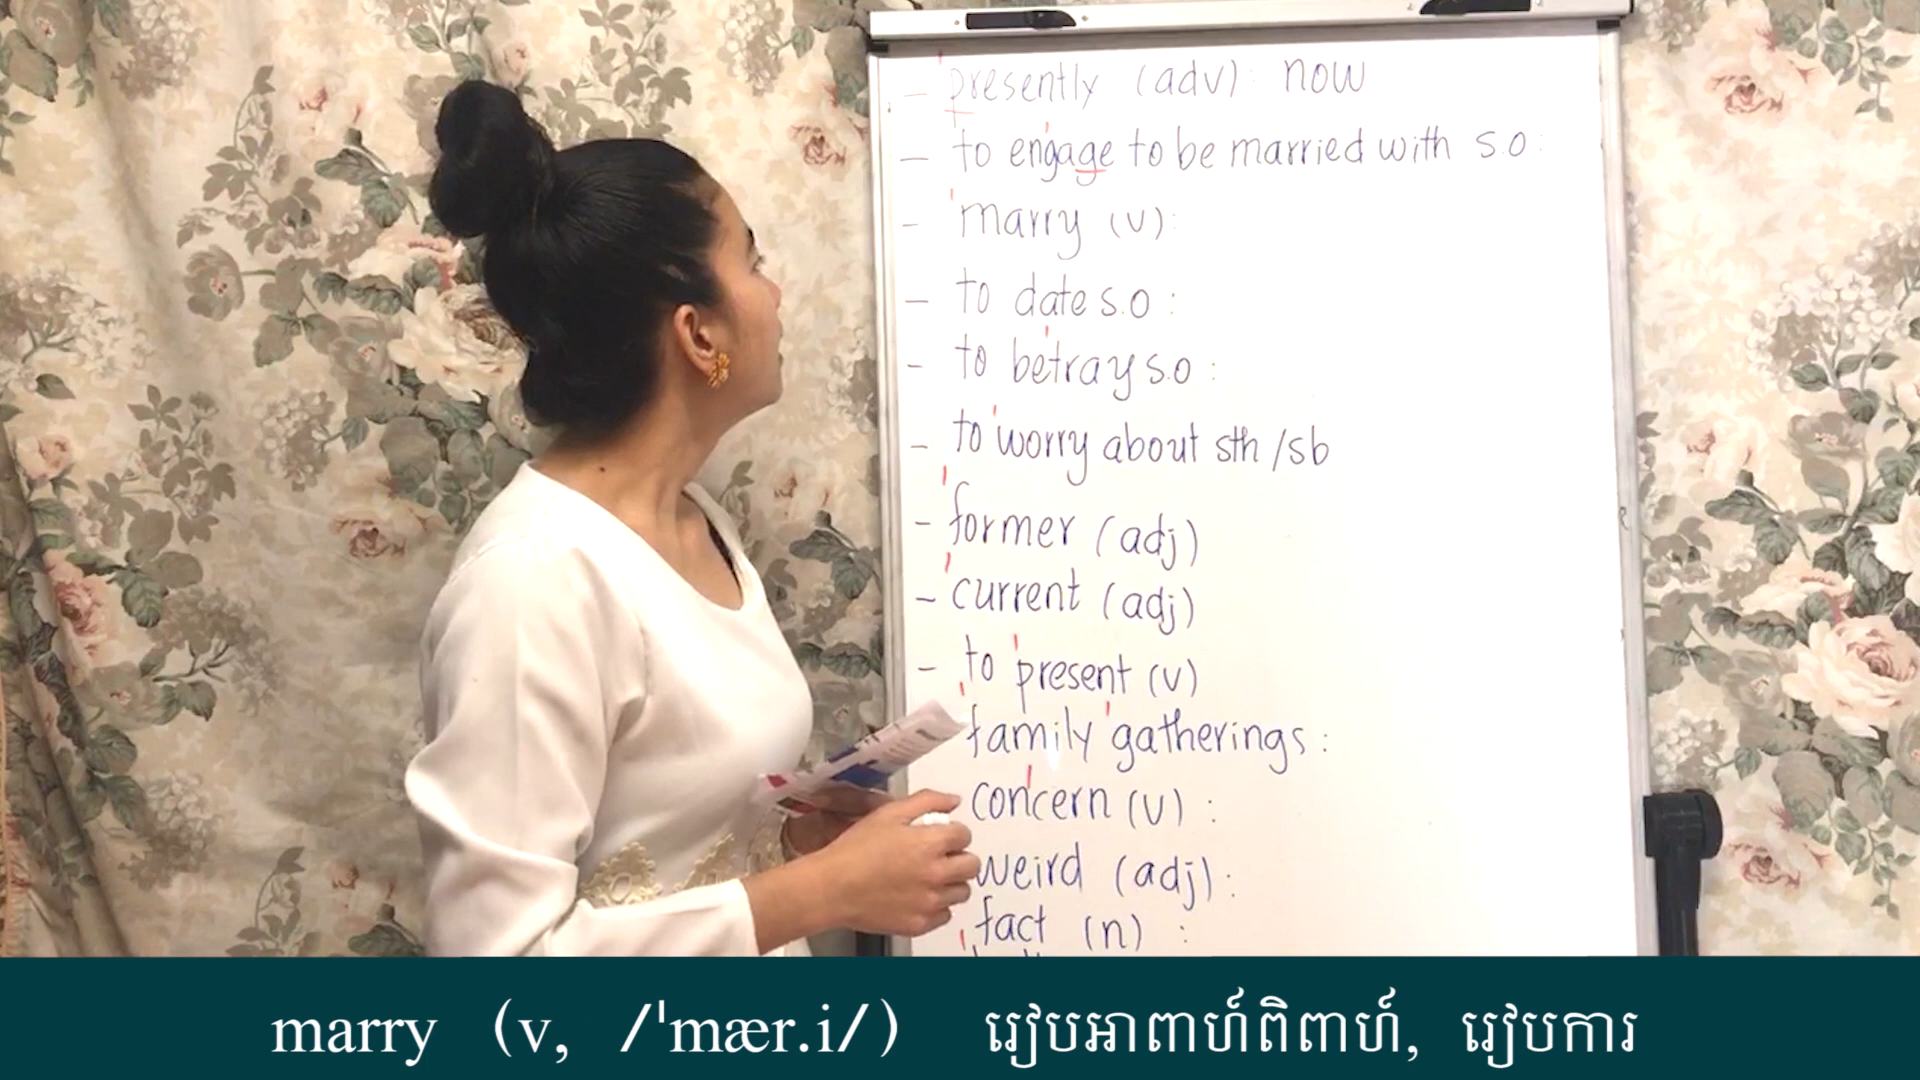 - presently (adv): now
- to engage to be married with s.o:
- marry (v):
- to date s.o :
- to betray s.o :
- to worry about sth /sb
- former (adj)
- current (adj)
- to present (v)
family gatherings :
concern (v) :
weird (adj) :
fact (n) :
marry (v, /ˈmær.i/) រៀបអាពាហ៍ពិពាហ៍, រៀបការ